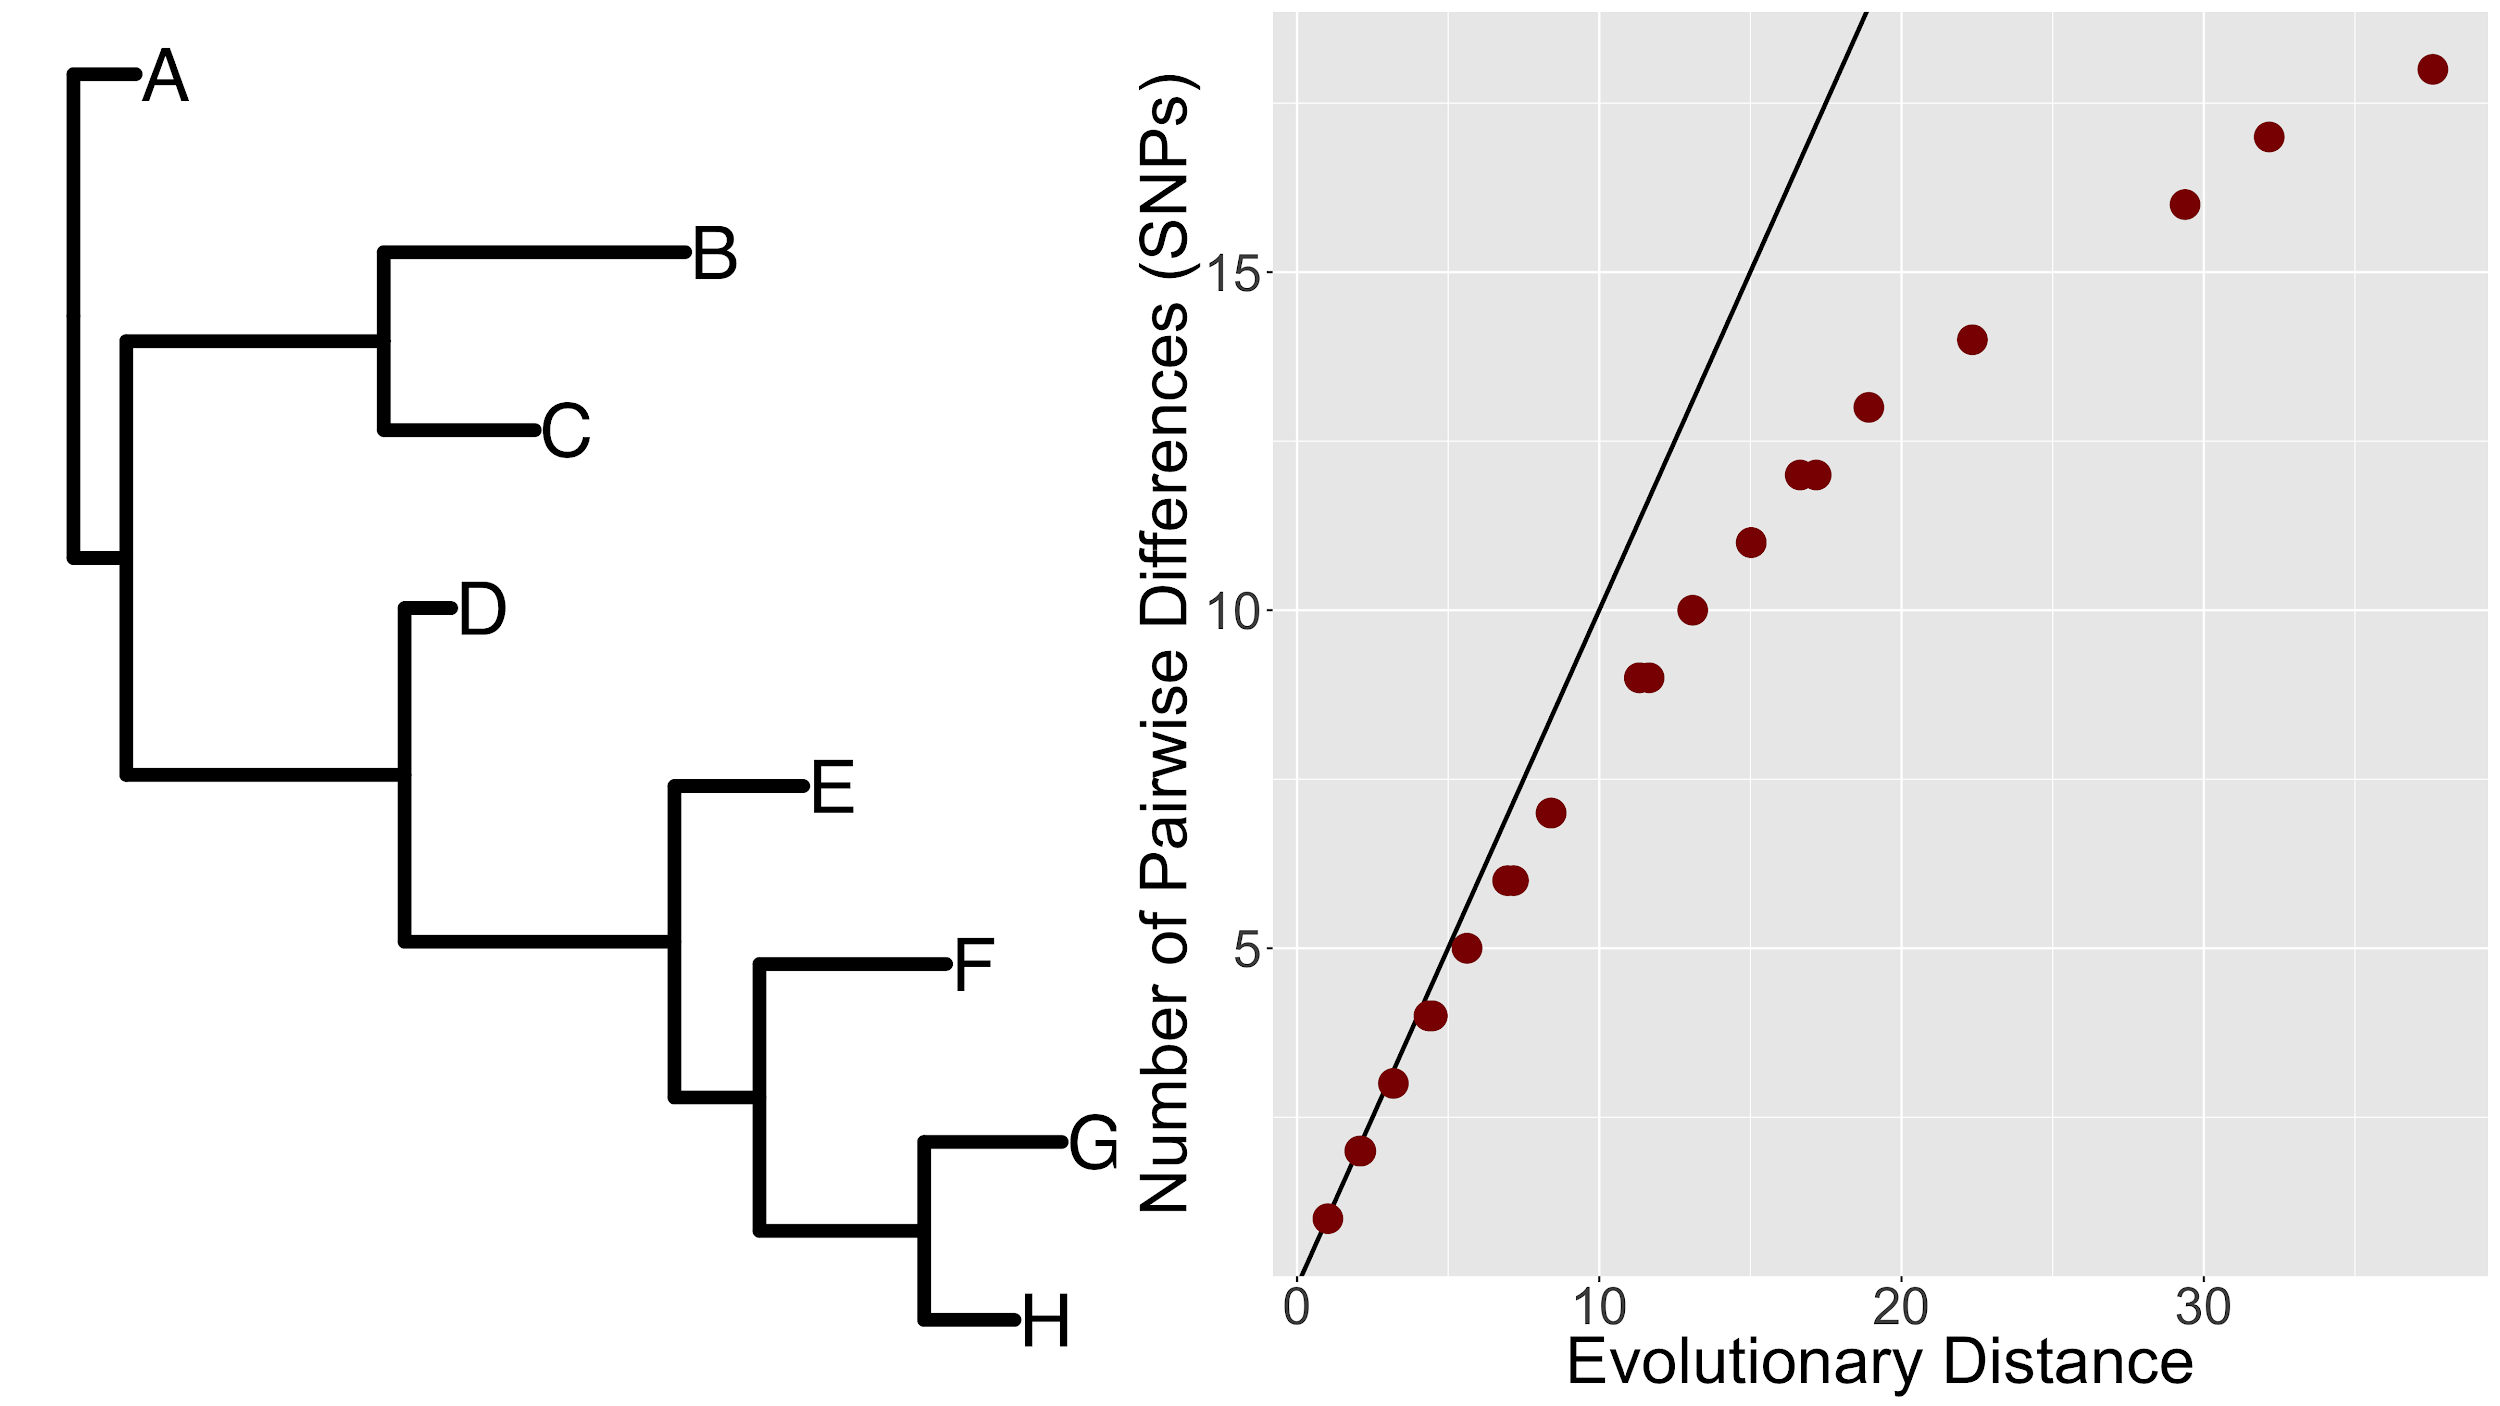 A
B
C
D
E
F
G
H
Number of Pairwise Differences (SNPs)
15
10
5
0 10 20 30
Evolutionary Distance